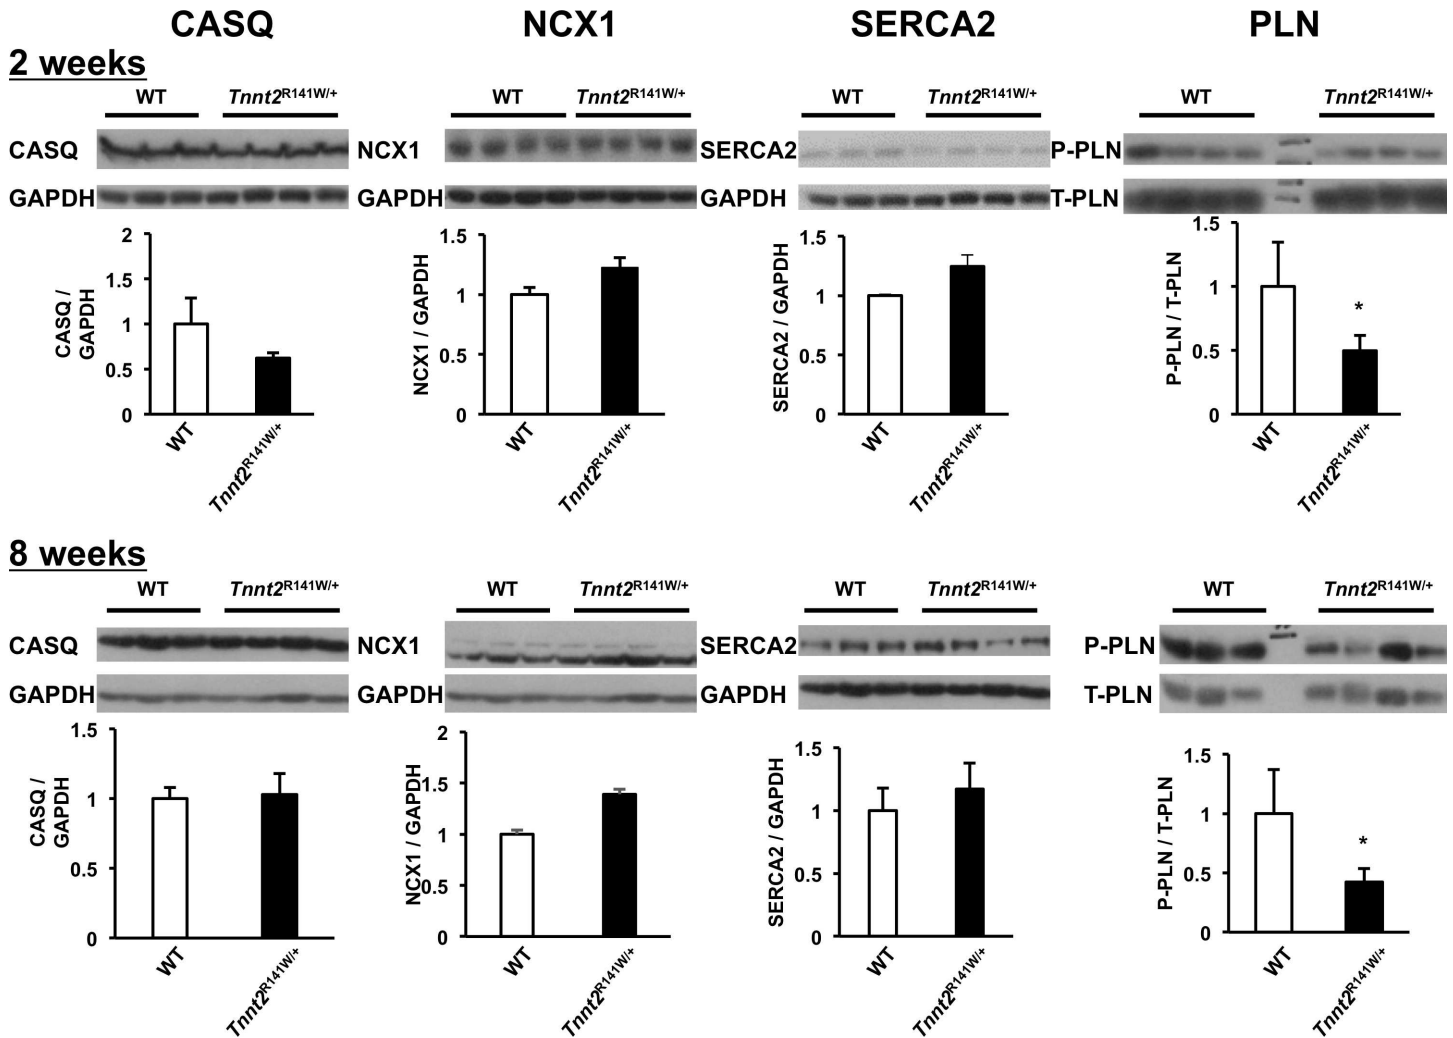 CASQ NCX1 SERCA2 PLN
2 weeks
WT Tnnt2R141W/+ WT Tnnt2R141W/+ WT Tnnt2R141W/+ WT Tnnt2R141W/+
CASQ NCX1 SERCA2 P-PLN
GAPDH GAPDH GAPDH T-PLN
CASQ / GAPDH
2
1.5
1
0.5
0
WT Tnnt2R141W/+
NCX1 / GAPDH
1.5
1
0.5
0
WT Tnnt2R141W/+
SERCA2 / GAPDH
1.5
1
0.5
0
WT Tnnt2R141W/+
P-PLN / T-PLN
1.5
1
0.5
0
*
WT Tnnt2R141W/+
8 weeks
WT Tnnt2R141W/+ WT Tnnt2R141W/+ WT Tnnt2R141W/+ WT Tnnt2R141W/+
CASQ NCX1 SERCA2 P-PLN
GAPDH GAPDH GAPDH T-PLN
CASQ / GAPDH
1.5
1
0.5
0
WT Tnnt2R141W/+
NCX1 / GAPDH
2
1.5
1
0.5
0
WT Tnnt2R141W/+
SERCA2 / GAPDH
1.5
1
0.5
0
WT Tnnt2R141W/+
P-PLN / T-PLN
1.5
1
0.5
0
*
WT Tnnt2R141W/+